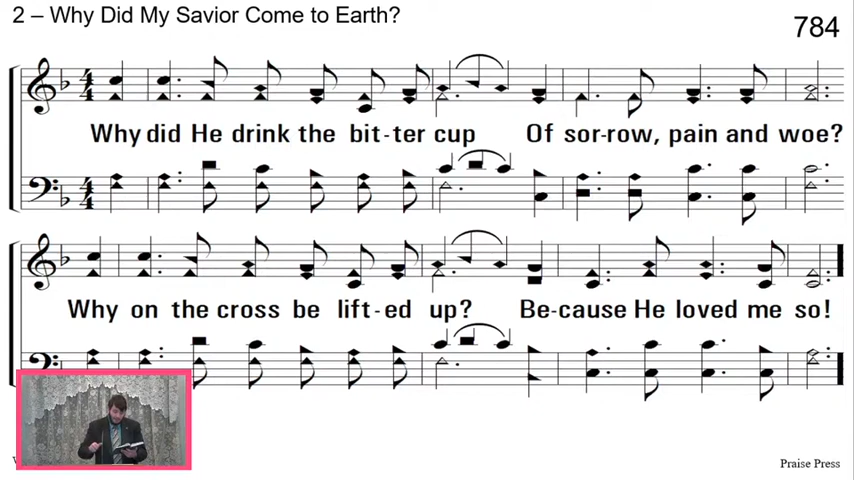 2 – Why Did My Savior Come to Earth?
784
Why did He drink the bit-ter cup Of sor-row, pain and woe?
Why on the cross be lift-ed up? Be-cause He loved me so!
Praise Press